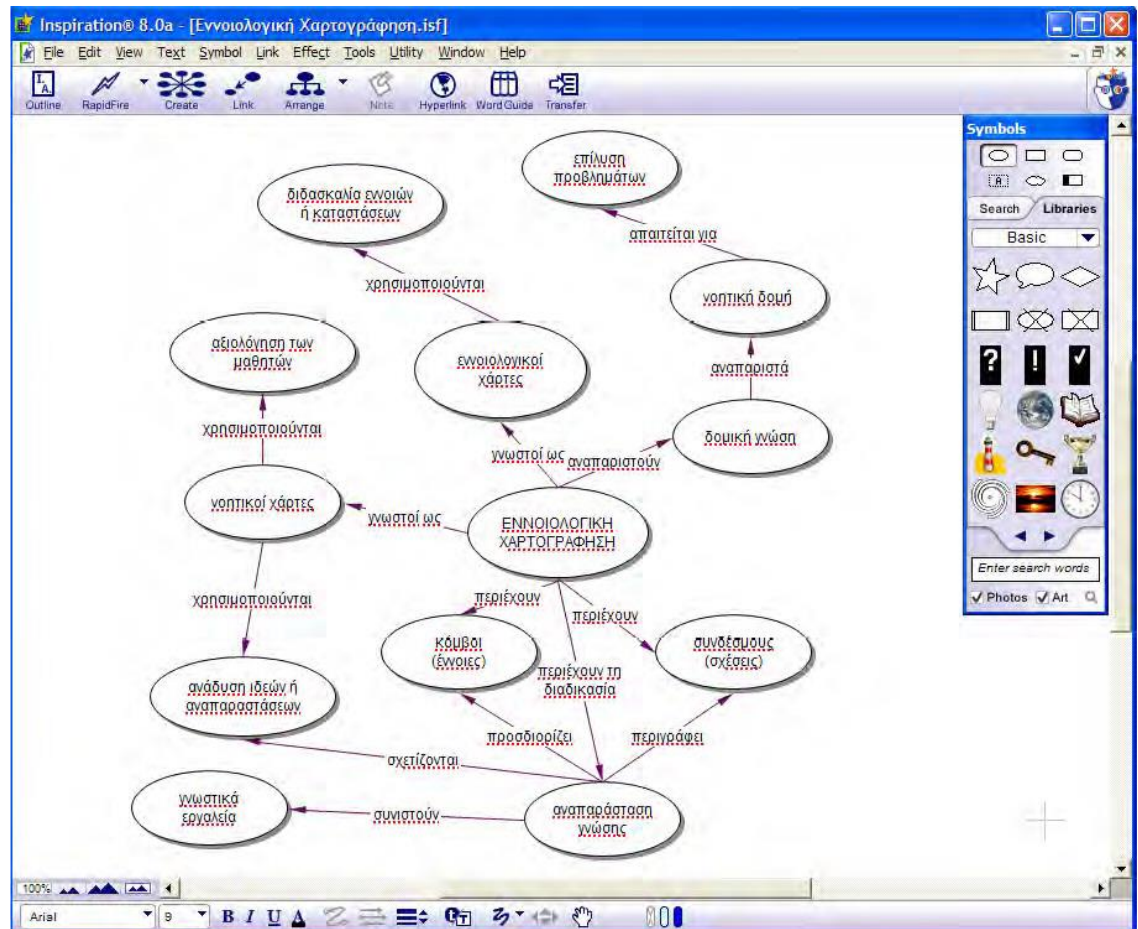 Inspiration® 8.0a - [Εννοιολογική Χαρτογράφηση.isf]
File Edit View Text Symbol Link Effect Tools Utility Window Help
Outline RapidFire Create Link Arrange Note Hyperlink Word Guide Transfer
Symbols
Search Libraries
Basic
Enter search words
Photos Art
επίλυση
προβλημάτων
διδασκαλία εννοιών
ή καταστάσεων
απαιτείται για
χρησιμοποιούνται
νοητική δομή
αξιολόγηση των
μαθητών
εννοιολογικοί
χάρτες
αναπαριστά
χρησιμοποιούνται
δομική γνώση
γνωστοί ως
αναπαριστούν
νοητικοί χάρτες
γνωστοί ως
ΕΝΝΟΙΟΛΟΓΙΚΗ
ΧΑΡΤΟΓΡΑΦΗΣΗ
χρησιμοποιούνται
περιέχουν
περιέχουν
κόμβοι
(έννοιες)
συνδέσμους
(σχέσεις)
περιέχουν τη
διαδικασία
ανάδυση ιδεών ή
αναπαραστάσεων
προσδιορίζει
περιγράφει
σχετίζονται
γνωστικά
εργαλεία
συνιστούν
αναπαράσταση
γνώσης
100%
Arial 9 B I U A